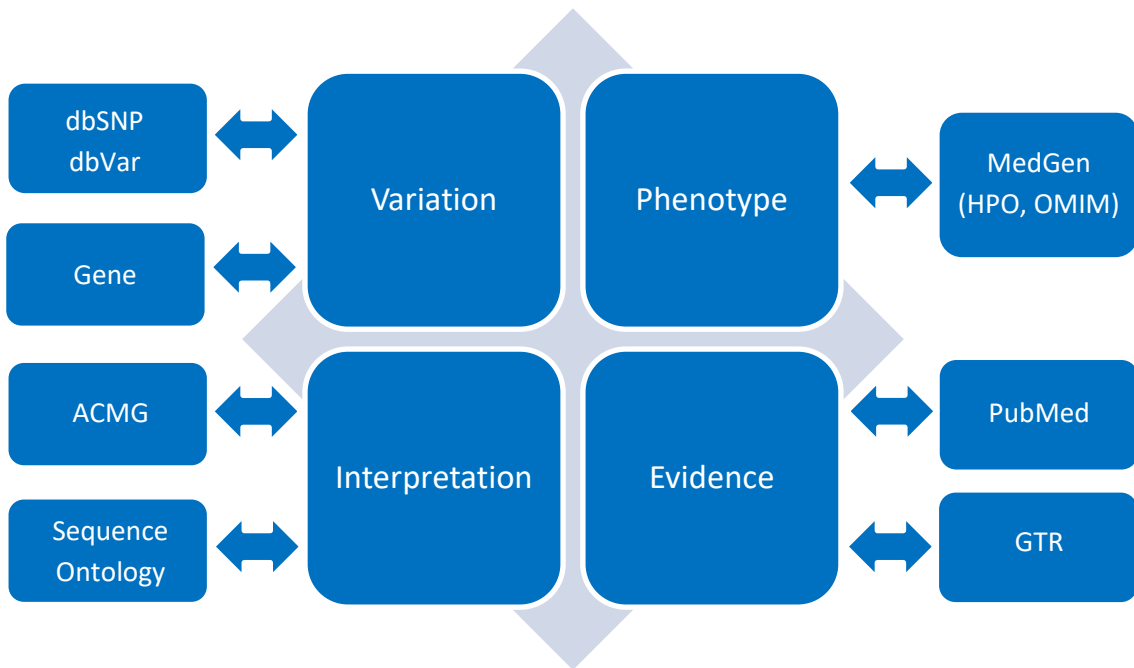 dbSNP
dbVar
Variation
Phenotype
MedGen
(HPO, OMIM)
Gene
ACMG
Interpretation
Evidence
PubMed
Sequence
Ontology
GTR